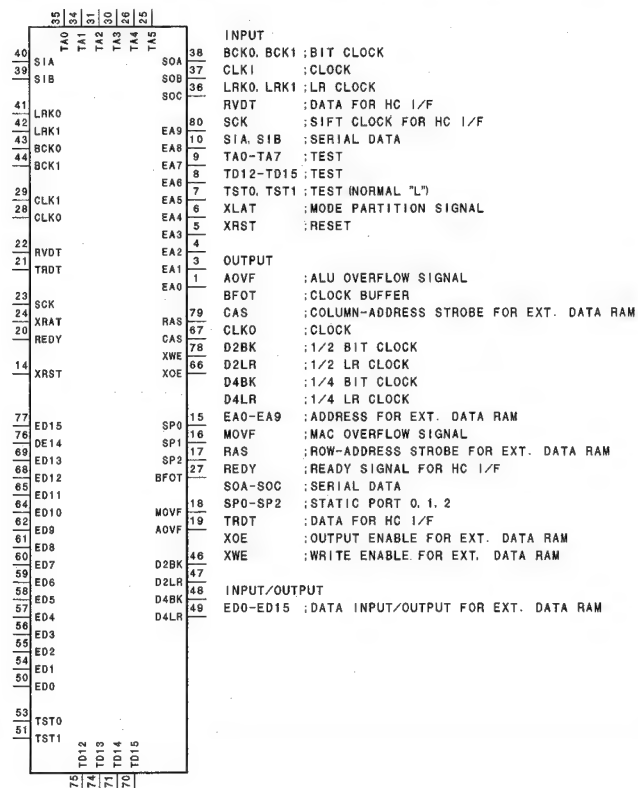 35 34 31 30 26 25
TA0 TA1 TA2 TA3 TA4 TA5
40 SIA
39 SIB
41 LRK0
42 LRK1
43 BCK0
44 BCK1
29 CLK1
28 CLKO
22 RVDT
21 TRDT
23 SCK
24 XRAT
20 REDY
14 XRST
77 ED15
76 DE14
69 ED13
68 ED12
65 ED11
64 ED10
62 ED9
61 ED8
60 ED7
59 ED6
58 ED5
57 ED4
56 ED3
55 ED2
54 ED1
50 ED0
53 TST0
51 TST1
SOA 38
SOB 37
SOC 36
EA9 80
EA8 10
EA7 9
EA6 8
EA5 7
EA4 6
EA3 5
EA2 4
EA1 3
EA0 1
RAS 79
CAS 67
XWE 78
XOE 66
SP0 15
SP1 16
SP2 17
BFOT 27
MOVF 18
AOVF 19
D2BK 46
D2LR 47
D4BK 48
D4LR 49
TD12 TD13 TD14 TD15
75 74 71 70
INPUT
BCK0, BCK1 ;BIT CLOCK
CLKI ;CLOCK
LRK0, LRK1 ;LR CLOCK
RVDT ;DATA FOR HC I/F
SCK ;SIFT CLOCK FOR HC I/F
SIA, SIB ;SERIAL DATA
TA0-TA7 ;TEST
TD12-TD15 ;TEST
TST0, TST1 ;TEST (NORMAL "L")
XLAT ;MODE PARTITION SIGNAL
XRST ;RESET
OUTPUT
AOVF ;ALU OVERFLOW SIGNAL
BFOT ;CLOCK BUFFER
CAS ;COLUMN-ADDRESS STROBE FOR EXT. DATA RAM
CLKO ;CLOCK
D2BK ;1/2 BIT CLOCK
D2LR ;1/2 LR CLOCK
D4BK ;1/4 BIT CLOCK
D4LR ;1/4 LR CLOCK
EA0-EA9 ;ADDRESS FOR EXT. DATA RAM
MOVF ;MAC OVERFLOW SIGNAL
RAS ;ROW-ADDRESS STROBE FOR EXT. DATA RAM
REDY ;READY SIGNAL FOR HC I/F
SOA-SOC ;SERIAL DATA
SP0-SP2 ;STATIC PORT 0, 1, 2
TRDT ;DATA FOR HC I/F
XOE ;OUTPUT ENABLE FOR EXT. DATA RAM
XWE ;WRITE ENABLE FOR EXT. DATA RAM
INPUT/OUTPUT
ED0-ED15 ;DATA INPUT/OUTPUT FOR EXT. DATA RAM